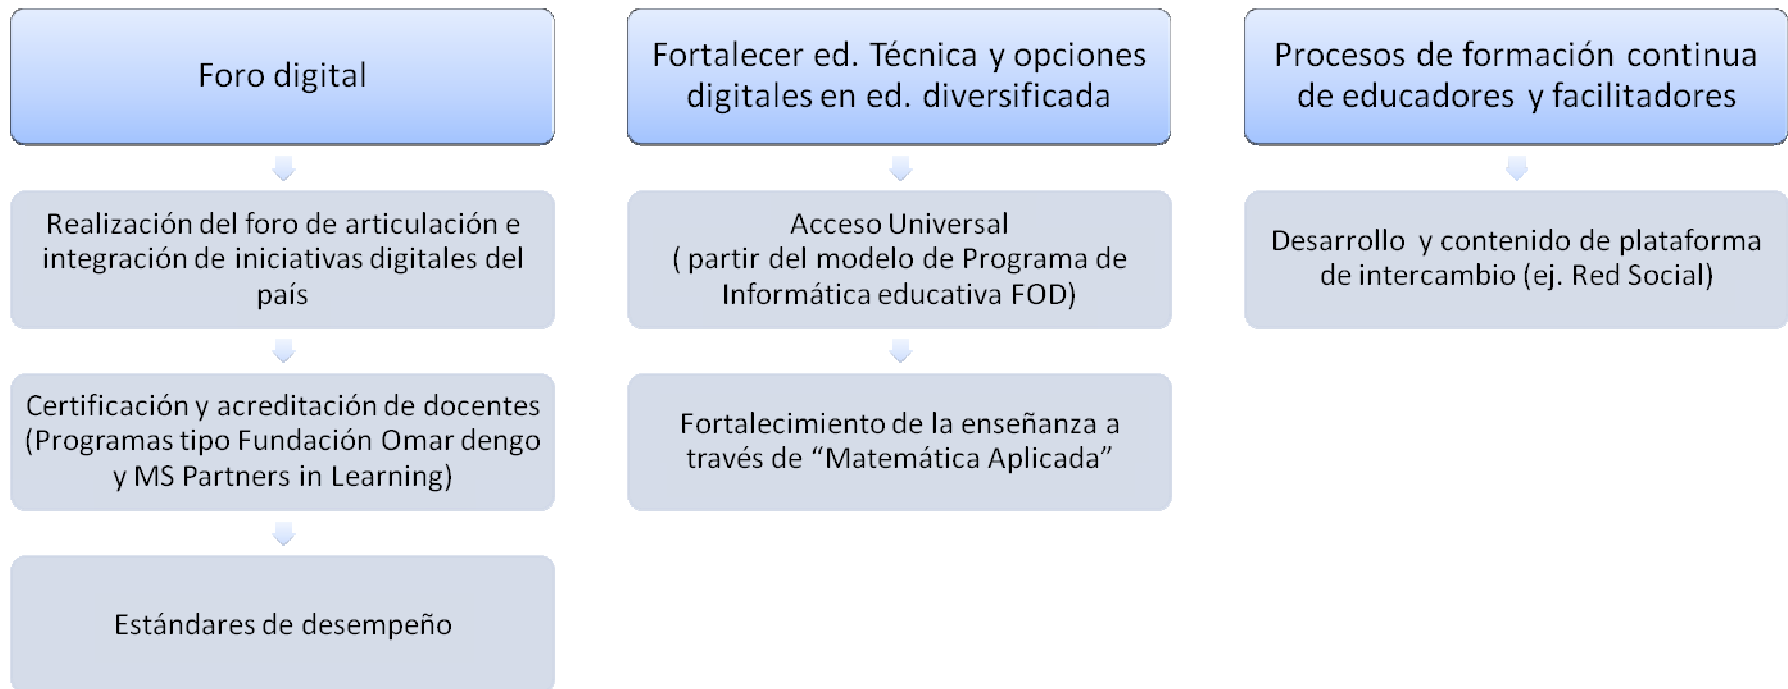 Foro digital
Realización del foro de articulación e
integración de iniciativas digitales del
país
Certificación y acreditación de docentes
(Programas tipo Fundación Omar dengo
y MS Partners in Learning)
Estándares de desempeño
Fortalecer ed. Técnica y opciones
digitales en ed. diversificada
Acceso Universal
( partir del modelo de Programa de
Informática educativa FOD)
Fortalecimiento de la enseñanza a
través de “Matemática Aplicada”
Procesos de formación continua
de educadores y facilitadores
Desarrollo y contenido de plataforma
de intercambio (ej. Red Social)